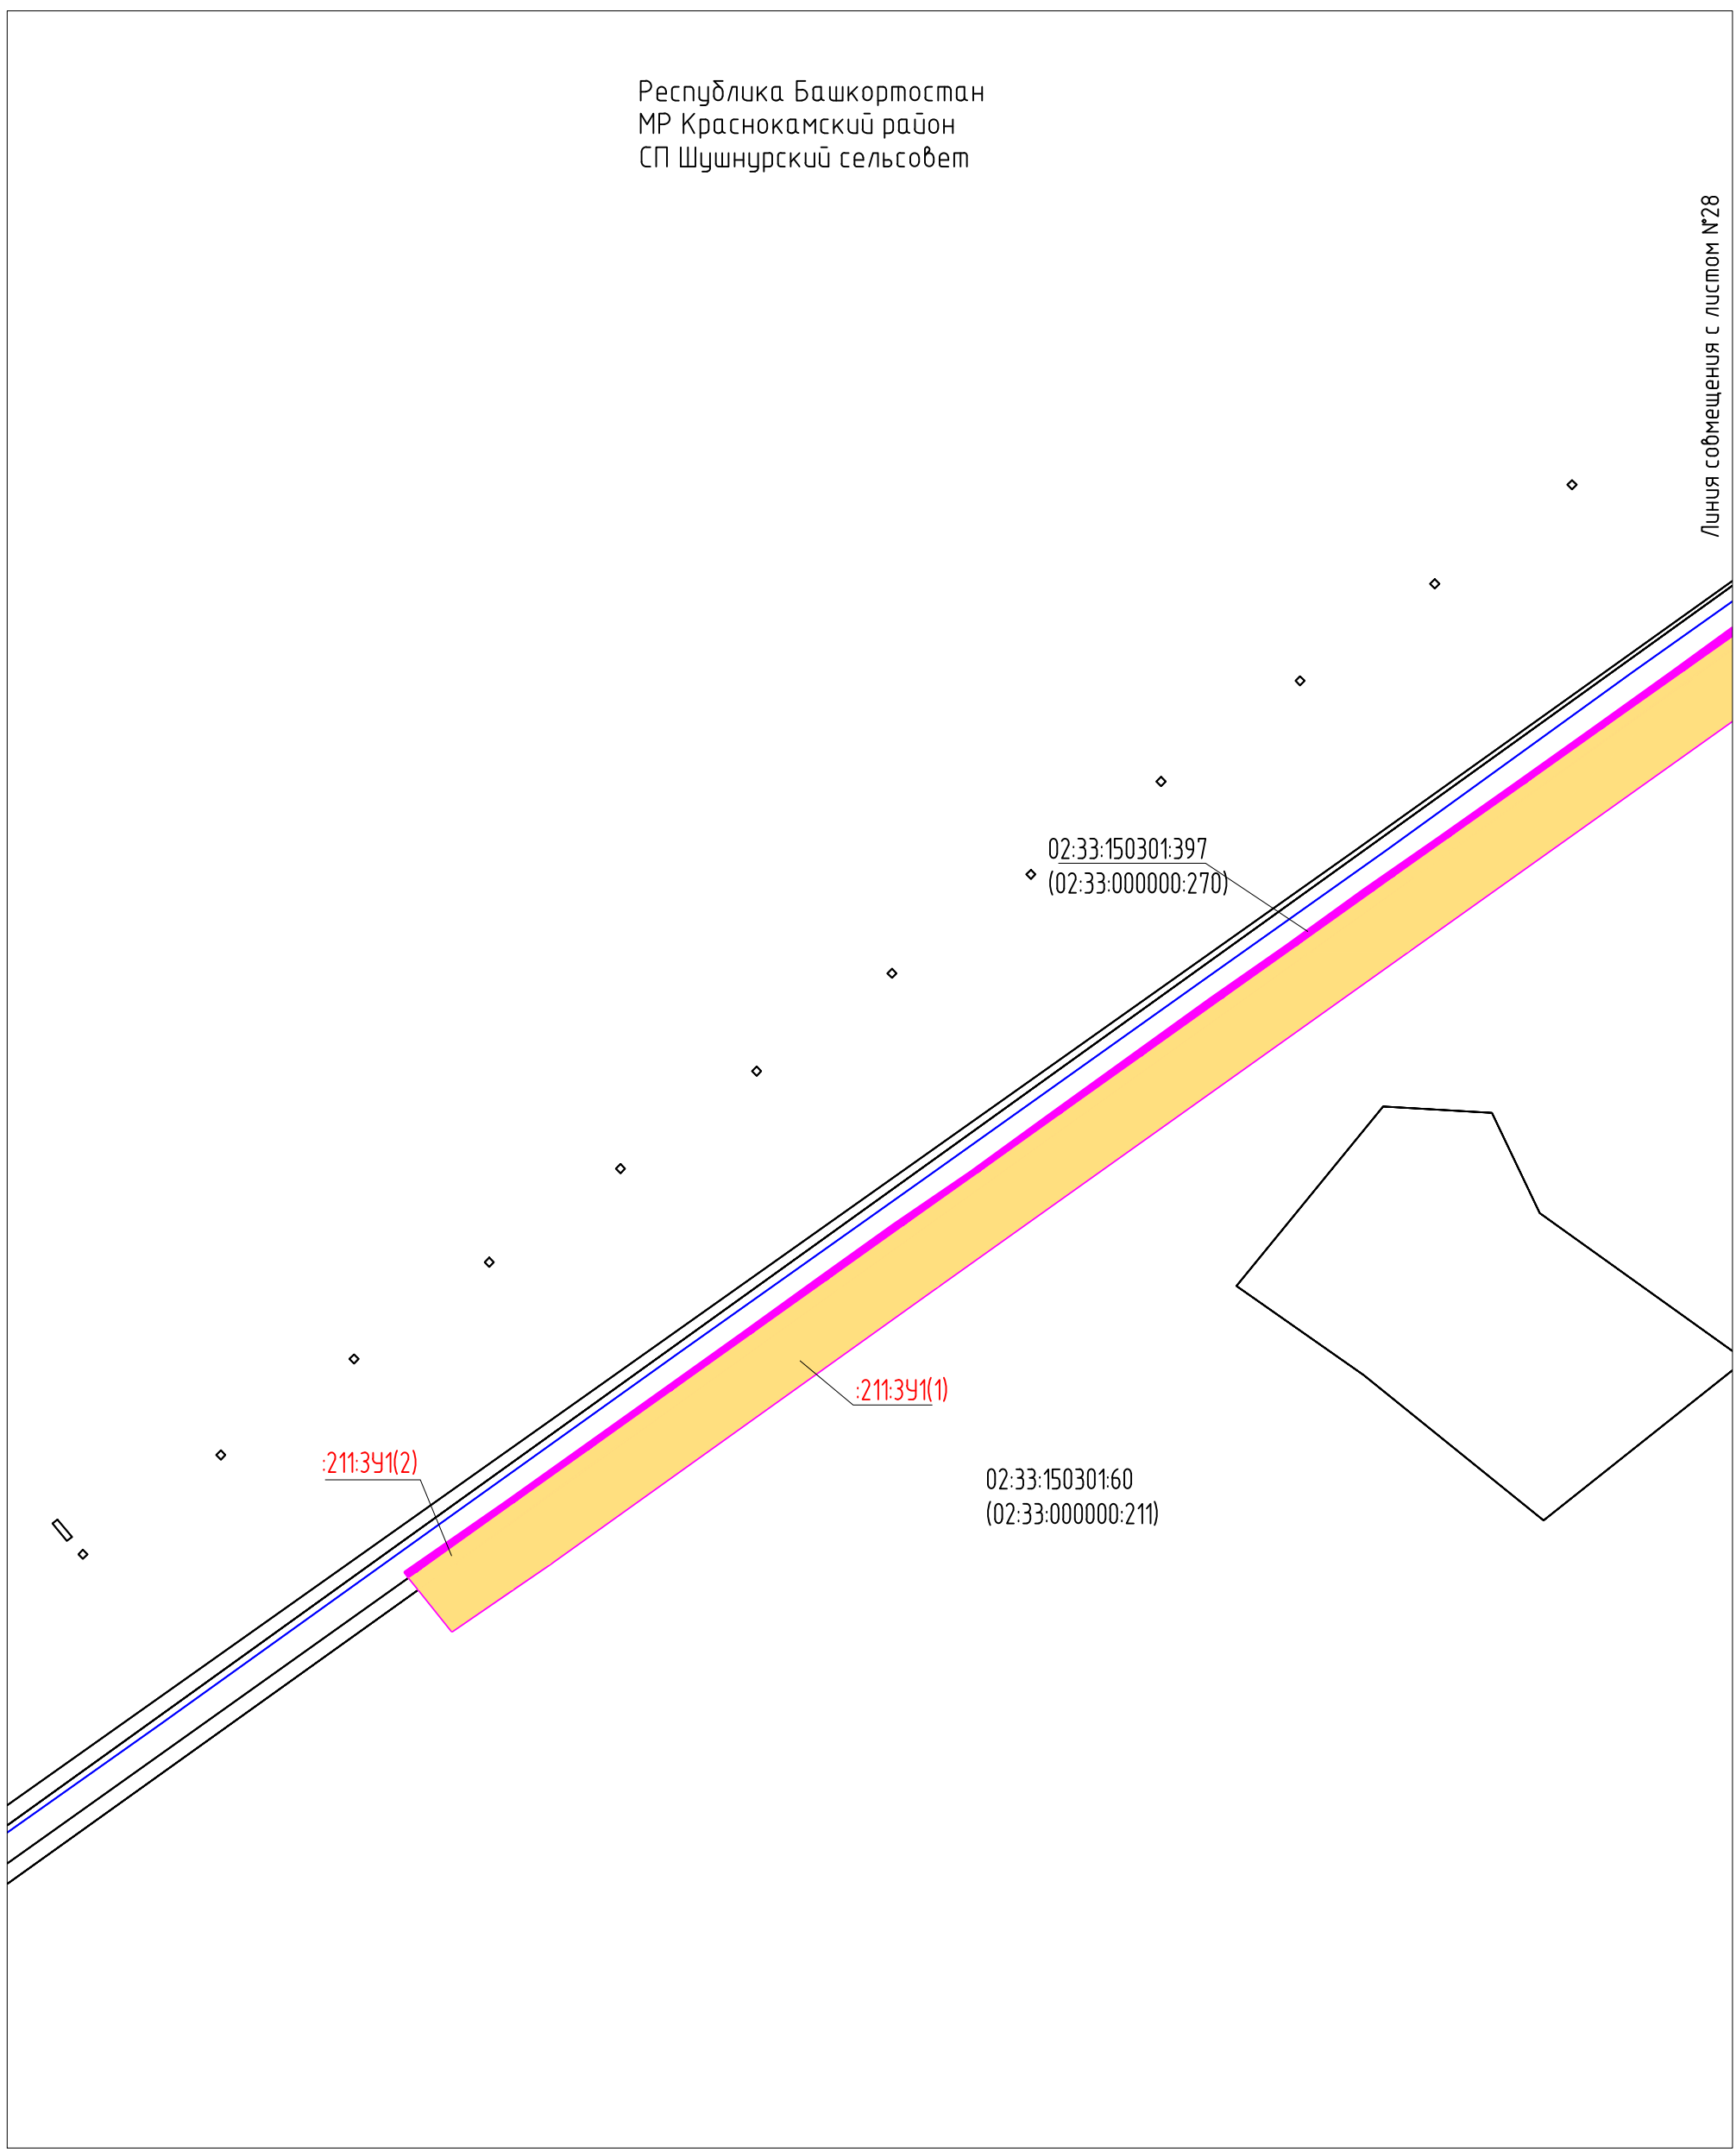 Республика Башкортостан
МР Краснокамский район
СП Шушнурский сельсовет
Линия совмещения с листом №28
02:33:150301:397
(02:33:000000:270)
:211:ЗУ1(1)
:211:ЗУ1(2)
02:33:150301:60
(02:33:000000:211)